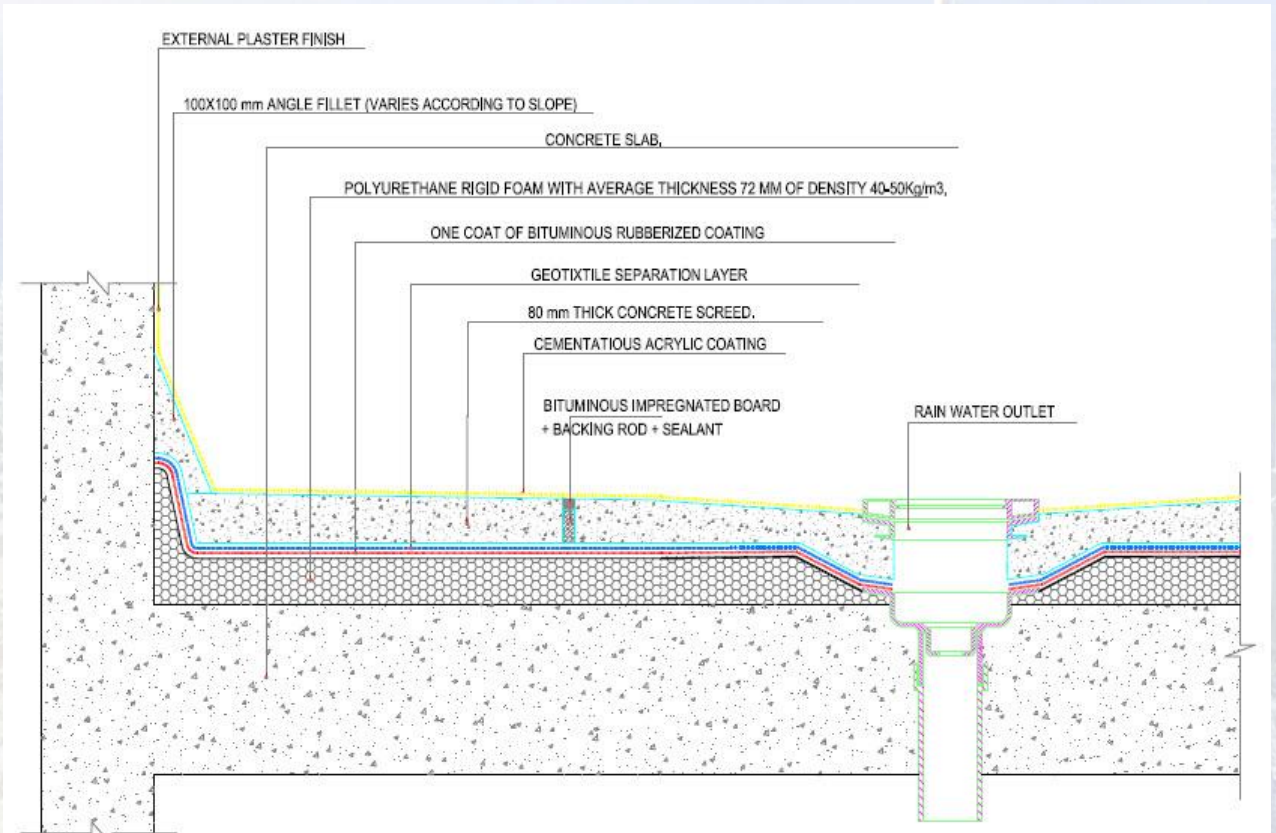 EXTERNAL PLASTER FINISH
100X100 mm ANGLE FILLET (VARIES ACCORDING TO SLOPE)
CONCRETE SLAB,
POLYURETHANE RIGID FOAM WITH AVERAGE THICKNESS 72 MM OF DENSITY 40-50Kg/m3,
ONE COAT OF BITUMINOUS RUBBERIZED COATING
GEOTIXTILE SEPARATION LAYER
80 mm THICK CONCRETE SCREED.
CEMENTATIOUS ACRYLIC COATING
BITUMINOUS IMPREGNATED BOARD
+ BACKING ROD + SEALANT
RAIN WATER OUTLET